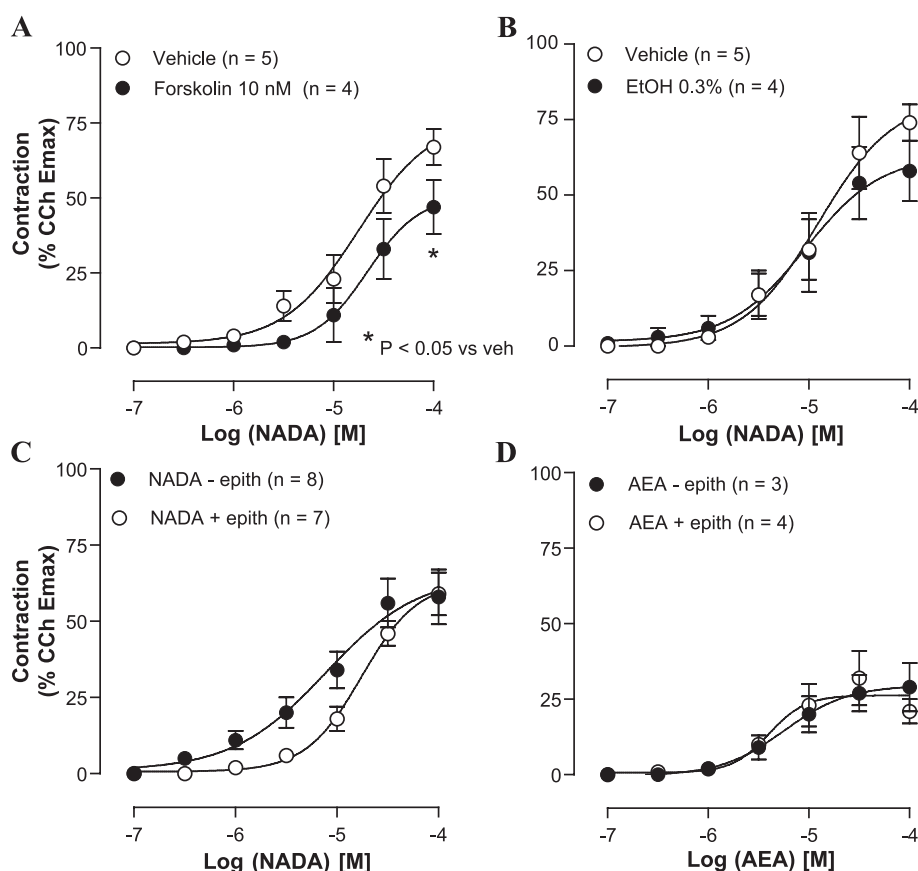 A
100
Vehicle (n = 5)
Forskolin 10 nM (n = 4)
75
50
25
0
Contraction
(% CCh Emax)
*
* P < 0.05 vs veh
-7 -6 -5 -4
Log (NADA) [M]
B
100
Vehicle (n = 5)
EtOH 0.3% (n = 4)
75
50
25
0
-7 -6 -5 -4
Log (NADA) [M]
C
100
NADA - epith (n = 8)
NADA + epith (n = 7)
75
50
25
0
Contraction
(% CCh Emax)
-7 -6 -5 -4
Log (NADA) [M]
D
100
AEA - epith (n = 3)
AEA + epith (n = 4)
75
50
25
0
-7 -6 -5 -4
Log (AEA) [M]